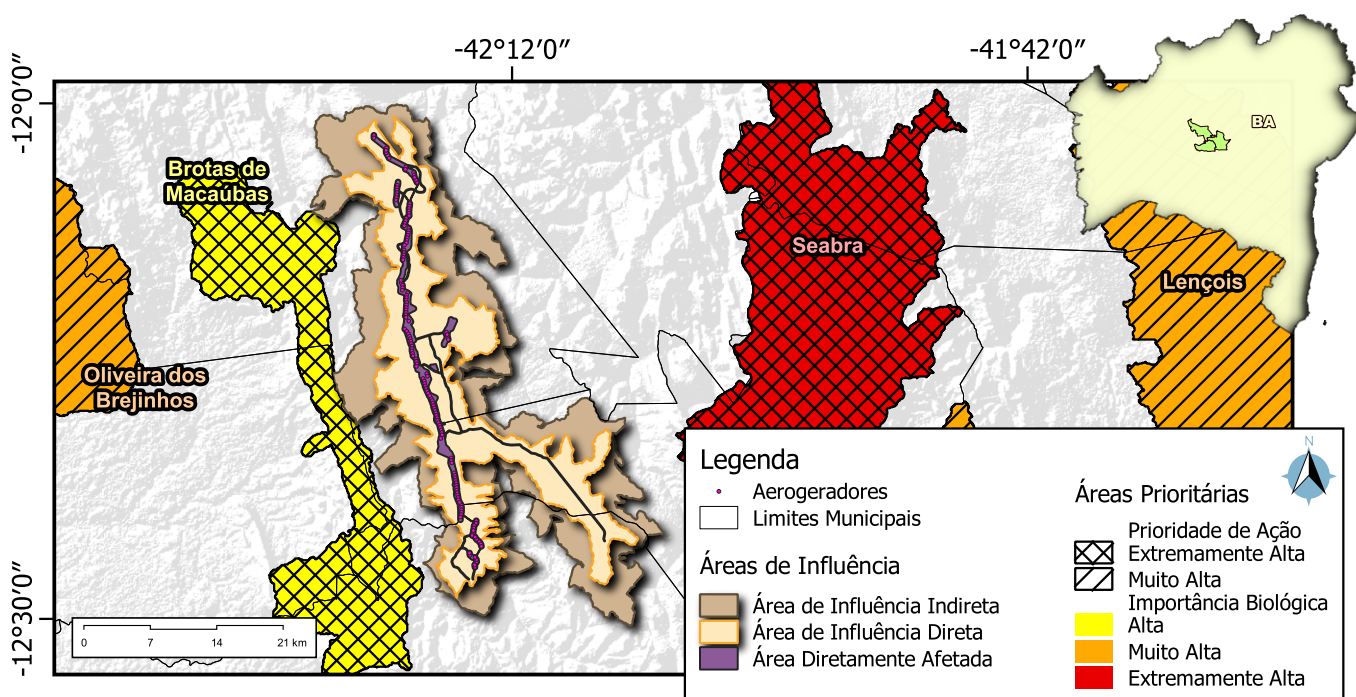 -42°12′0″
-41°42′0″
-12°0′0″
-12°30′0″
BA
Brotas de
Macaúbas
Seabra
Lençois
Oliveira dos
Brejinhos
0 7 14 21 km
Legenda
Aerogeradores
Limites Municipais
Áreas de Influência
Área de Influência Indireta
Área de Influência Direta
Área Diretamente Afetada
N
Áreas Prioritárias
Prioridade de Ação
Extremamente Alta
Muito Alta
Importância Biológica
Alta
Muito Alta
Extremamente Alta